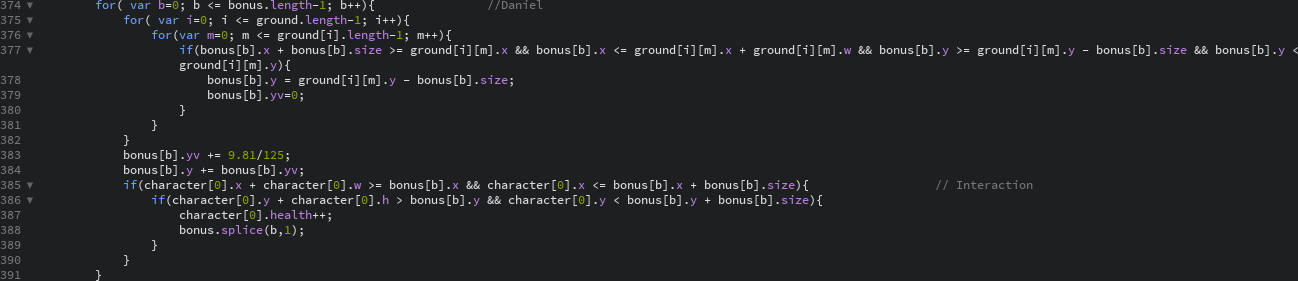 374 ▼ for( var b=0; b <= bonus.length-1; b++){ //Daniel
375 ▼ for( var i=0; i <= ground.length-1; i++){
376 ▼ for(var m=0; m <= ground[i].length-1; m++){
377 ▼ if(bonus[b].x + bonus[b].size >= ground[i][m].x && bonus[b].x <= ground[i][m].x + ground[i][m].w && bonus[b].y >= ground[i][m].y - bonus[b].size && bonus[b].y <
ground[i][m].y){
378 bonus[b].y = ground[i][m].y - bonus[b].size;
379 bonus[b].yv=0;
380 }
381 }
382 }
383 bonus[b].yv += 9.81/125;
384 bonus[b].y += bonus[b].yv;
385 ▼ if(character[0].x + character[0].w >= bonus[b].x && character[0].x <= bonus[b].x + bonus[b].size){ // Interaction
386 ▼ if(character[0].y + character[0].h > bonus[b].y && character[0].y < bonus[b].y + bonus[b].size){
387 character[0].health++;
388 bonus.splice(b,1);
389 }
390 }
391 }